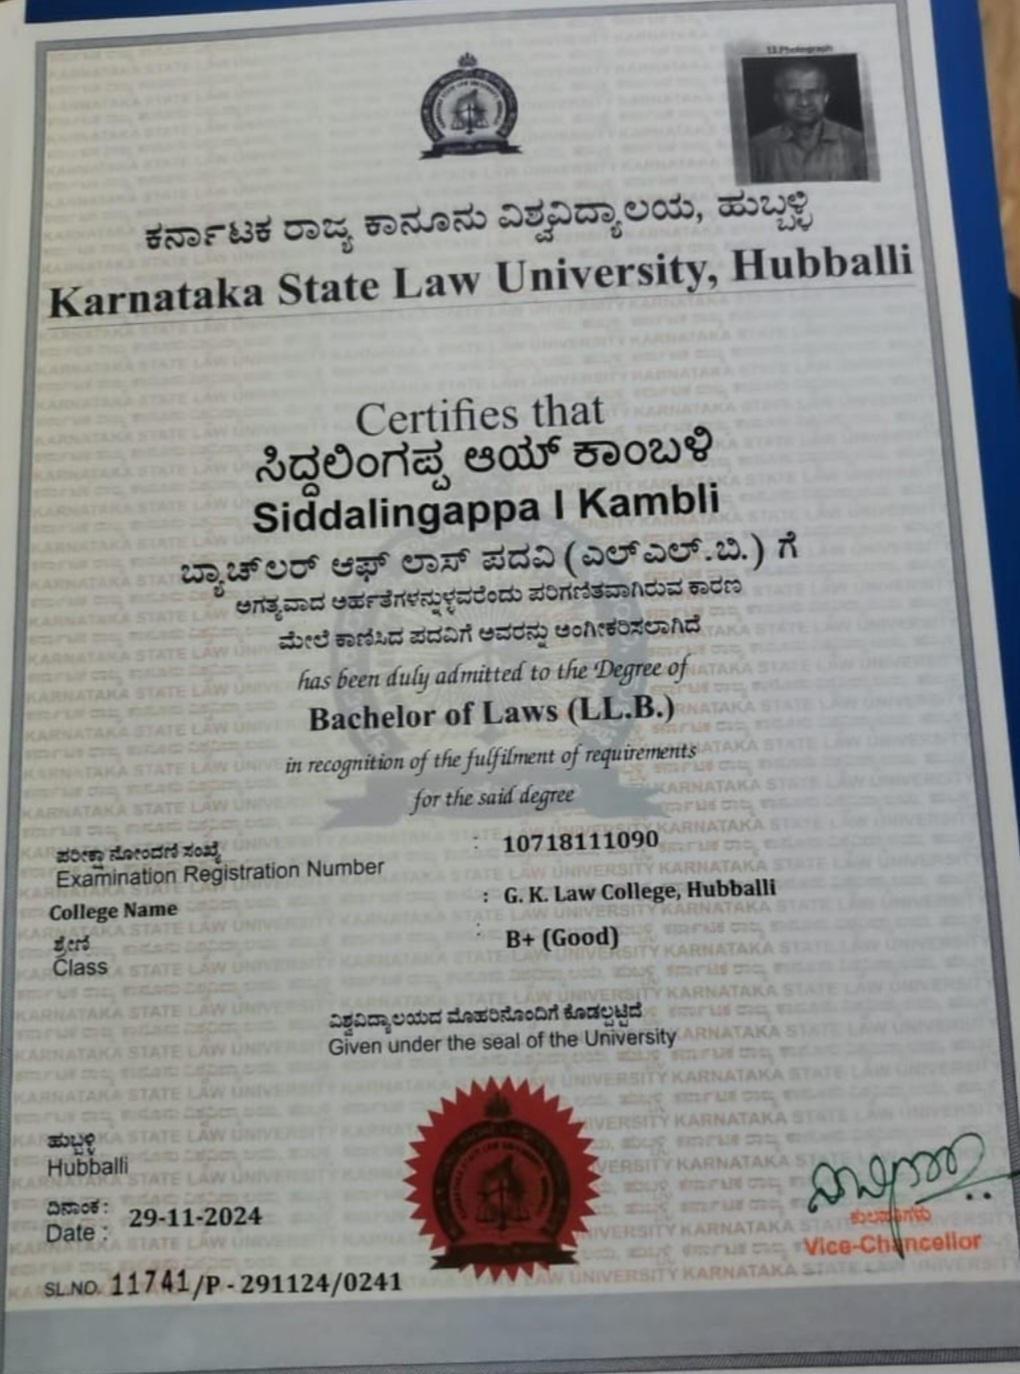 13.Photograph
ಕರ್ನಾಟಕ ರಾಜ್ಯ ಕಾನೂನು ವಿಶ್ವವಿದ್ಯಾಲಯ, ಹುಬ್ಬಳ್ಳಿ
Karnataka State Law University, Hubballi
Certifies that
ಸಿದ್ದಲಿಂಗಪ್ಪ ಆಯ್ ಕಾಂಬಳಿ
Siddalingappa I Kambli
ಬ್ಯಾಚ್‌ಲರ್ ಆಫ್ ಲಾಸ್ ಪದವಿ (ಎಲ್‌ಎಲ್.ಬಿ.) ಗೆ
ಅಗತ್ಯವಾದ ಅರ್ಹತೆಗಳನ್ನುಳ್ಳವರೆಂದು ಪರಿಗಣಿತವಾಗಿರುವ ಕಾರಣ
ಮೇಲೆ ಕಾಣಿಸಿದ ಪದವಿಗೆ ಅವರನ್ನು ಅಂಗೀಕರಿಸಲಾಗಿದೆ
has been duly admitted to the Degree of
Bachelor of Laws (LL.B.)
in recognition of the fulfilment of requirements
for the said degree
ಪರೀಕ್ಷಾ ನೋಂದಣಿ ಸಂಖ್ಯೆ
Examination Registration Number : 10718111090
College Name : G. K. Law College, Hubballi
ಶ್ರೇಣಿ
Class : B+ (Good)
ವಿಶ್ವವಿದ್ಯಾಲಯದ ಮೊಹರಿನೊಂದಿಗೆ ಕೊಡಲ್ಪಟ್ಟಿದೆ
Given under the seal of the University
ಹುಬ್ಬಳ್ಳಿ
Hubballi
ದಿನಾಂಕ :
Date : 29-11-2024
ಕುಲಪತಿಗಳು
Vice-Chancellor
SL.NO. 11741/P - 291124/0241